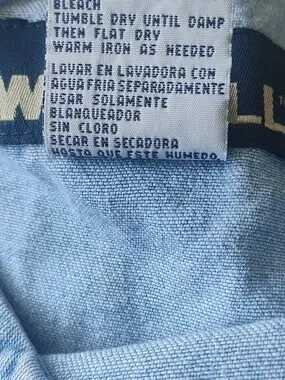 BLEACH
TUMBLE DRY UNTIL DAMP
THEN FLAT DRY
WARM IRON AS NEEDED
LAVAR EN LAVADORA CON
AGUA FRIA SEPARADAMENTE
USAR SOLAMENTE
BLANQUEADOR
SIN CLORO
SECAR EN SECADORA
HASTA QUE ESTE HUMEDO